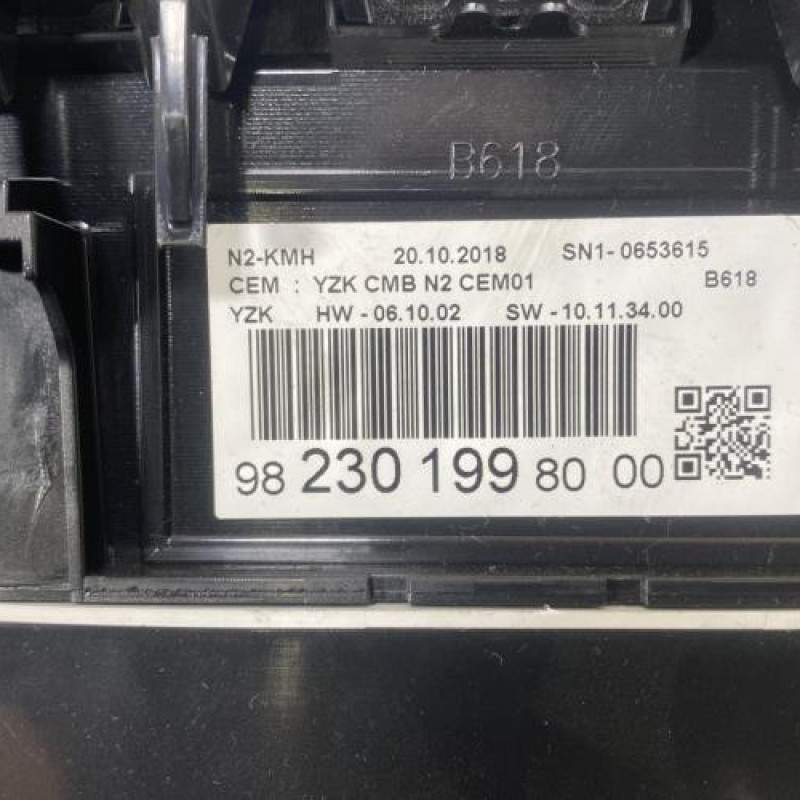 B618
N2-KMH 20.10.2018 SN1- 0653615
CEM : YZK CMB N2 CEM01 B618
YZK HW - 06.10.02 SW - 10.11.34.00
98 230 199 80 00